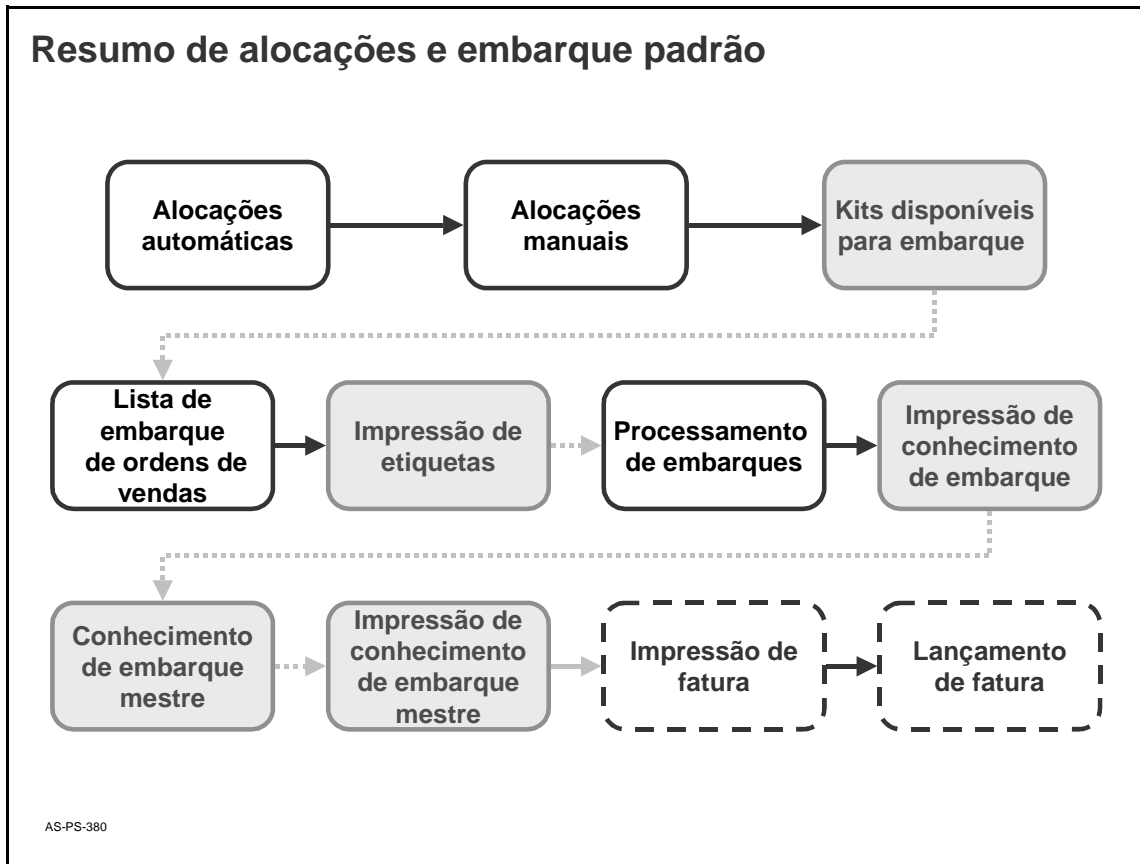 Resumo de alocações e embarque padrão
Alocações
automáticas
Alocações
manuais
Kits disponíveis
para embarque
Lista de
embarque
de ordens de
vendas
Impressão de
etiquetas
Processamento
de embarques
Impressão de
conhecimento
de embarque
Conhecimento
de embarque
mestre
Impressão de
conhecimento
de embarque
mestre
Impressão de
fatura
Lançamento
de fatura
AS-PS-380